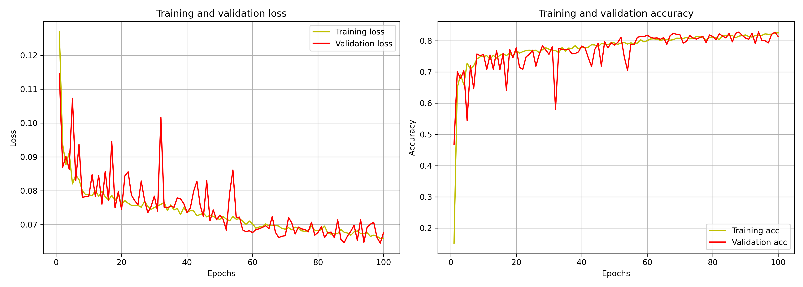 Training and validation loss
Training loss
Validation loss
0.12
0.11
0.10
0.09
0.08
0.07
Loss
0
20
40
60
80
100
Epochs
Training and validation accuracy
0.8
0.7
0.6
0.5
0.4
0.3
0.2
Accuracy
Training acc
Validation acc
0
20
40
60
80
100
Epochs